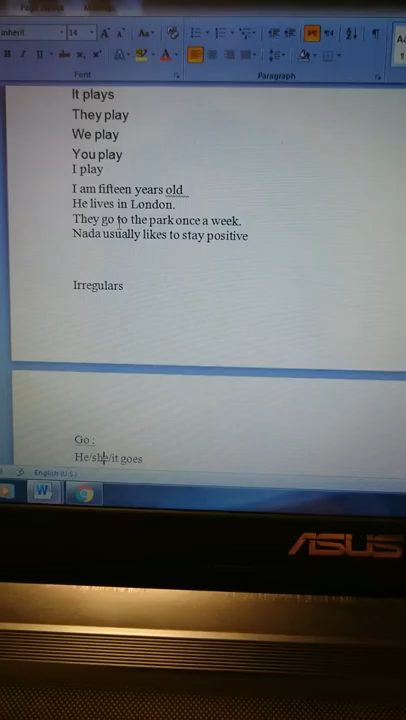 inherit
14
Font
Paragraph
It plays
They play
We play
You play
I play
I am fifteen years old
He lives in London.
They go to the park once a week.
Nada usually likes to stay positive
Irregulars
Go :
He/she/it goes
English (U.S.)
ASUS